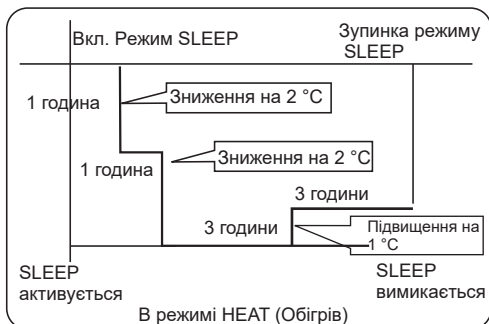 Вкл. Режим SLEEP
Зупинка режиму
SLEEP
1 година
Зниження на 2 °C
1 година
Зниження на 2 °C
3 години
3 години
Підвищення на
1 °C
SLEEP
активується
SLEEP
вимикається
В режимі HEAT (Обігрів)